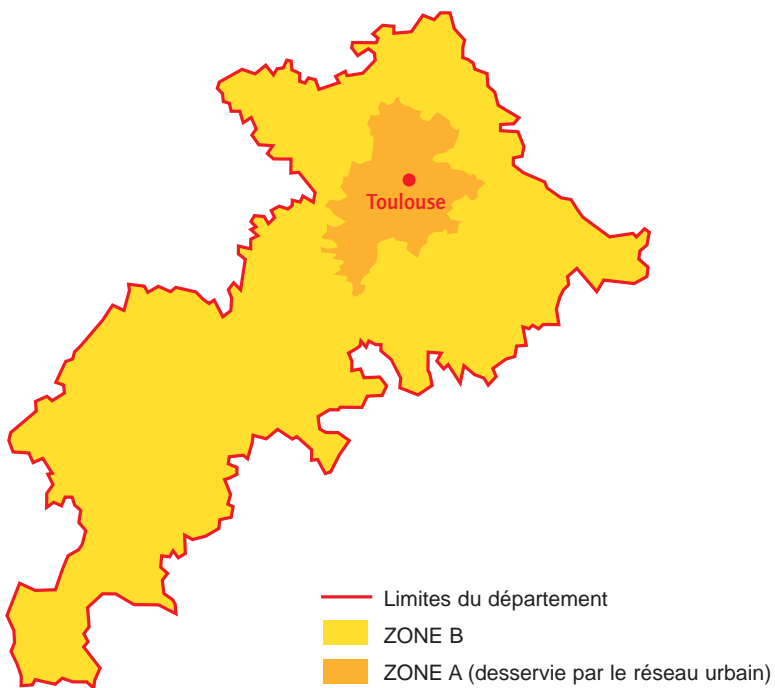 Toulouse
Limites du département
ZONE B
ZONE A (desservie par le réseau urbain)